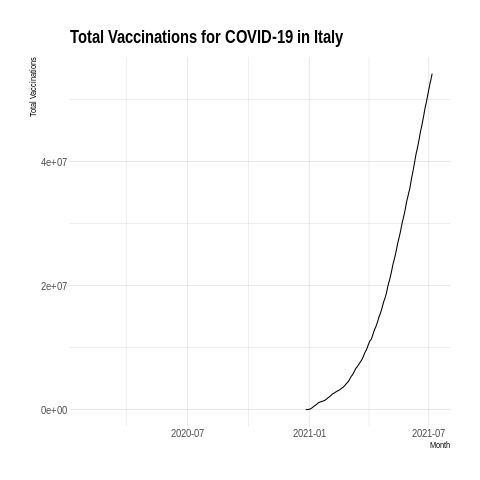 Total Vaccinations for COVID-19 in Italy
Total Vaccinations
4e+07
2e+07
0e+00
2020-07
2021-01
2021-07
Month